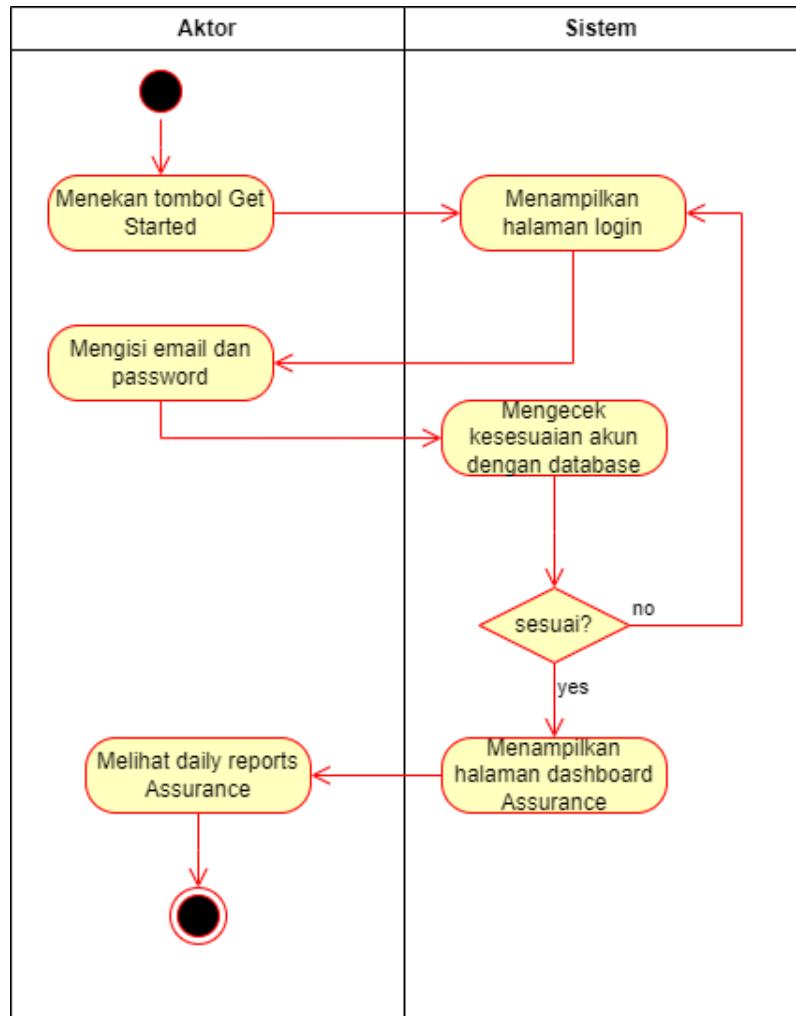 Aktor
Sistem
Menekan tombol Get
Started
Menampilkan
halaman login
Mengisi email dan
password
Mengecek
kesesuaian akun
dengan database
sesuai?
no
yes
Menampilkan
halaman dashboard
Assurance
Melihat daily reports
Assurance